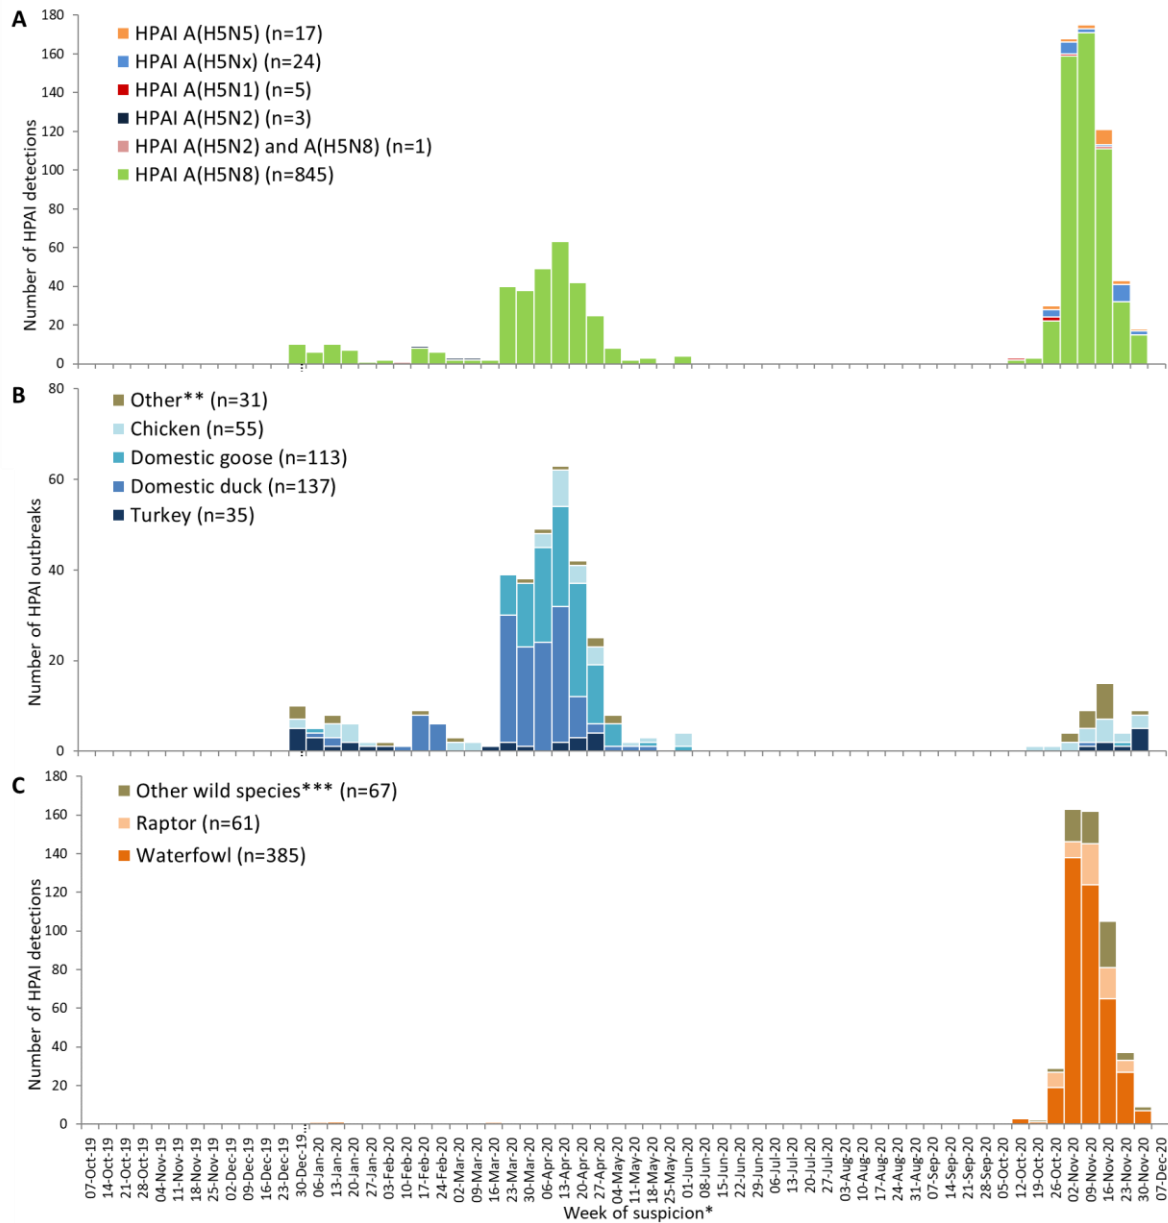 A
180
160
140
120
100
80
60
40
20
0
Number of HPAI detections
HPAI A(H5N5) (n=17)
HPAI A(H5Nx) (n=24)
HPAI A(H5N1) (n=5)
HPAI A(H5N2) (n=3)
HPAI A(H5N2) and A(H5N8) (n=1)
HPAI A(H5N8) (n=845)
B
80
60
40
20
0
Number of HPAI outbreaks
Other** (n=31)
Chicken (n=55)
Domestic goose (n=113)
Domestic duck (n=137)
Turkey (n=35)
C
180
160
140
120
100
80
60
40
20
0
Number of HPAI detections
Other wild species*** (n=67)
Raptor (n=61)
Waterfowl (n=385)
07-Oct-19
14-Oct-19
21-Oct-19
28-Oct-19
04-Nov-19
11-Nov-19
18-Nov-19
25-Nov-19
02-Dec-19
09-Dec-19
16-Dec-19
23-Dec-19
30-Dec-19
06-Jan-20
13-Jan-20
20-Jan-20
27-Jan-20
03-Feb-20
10-Feb-20
17-Feb-20
24-Feb-20
02-Mar-20
09-Mar-20
16-Mar-20
23-Mar-20
30-Mar-20
06-Apr-20
13-Apr-20
20-Apr-20
27-Apr-20
04-May-20
11-May-20
18-May-20
25-May-20
01-Jun-20
08-Jun-20
15-Jun-20
22-Jun-20
29-Jun-20
06-Jul-20
13-Jul-20
20-Jul-20
27-Jul-20
03-Aug-20
10-Aug-20
17-Aug-20
24-Aug-20
31-Aug-20
07-Sep-20
14-Sep-20
21-Sep-20
28-Sep-20
05-Oct-20
12-Oct-20
19-Oct-20
26-Oct-20
02-Nov-20
09-Nov-20
16-Nov-20
23-Nov-20
30-Nov-20
07-Dec-20
Week of suspicion*